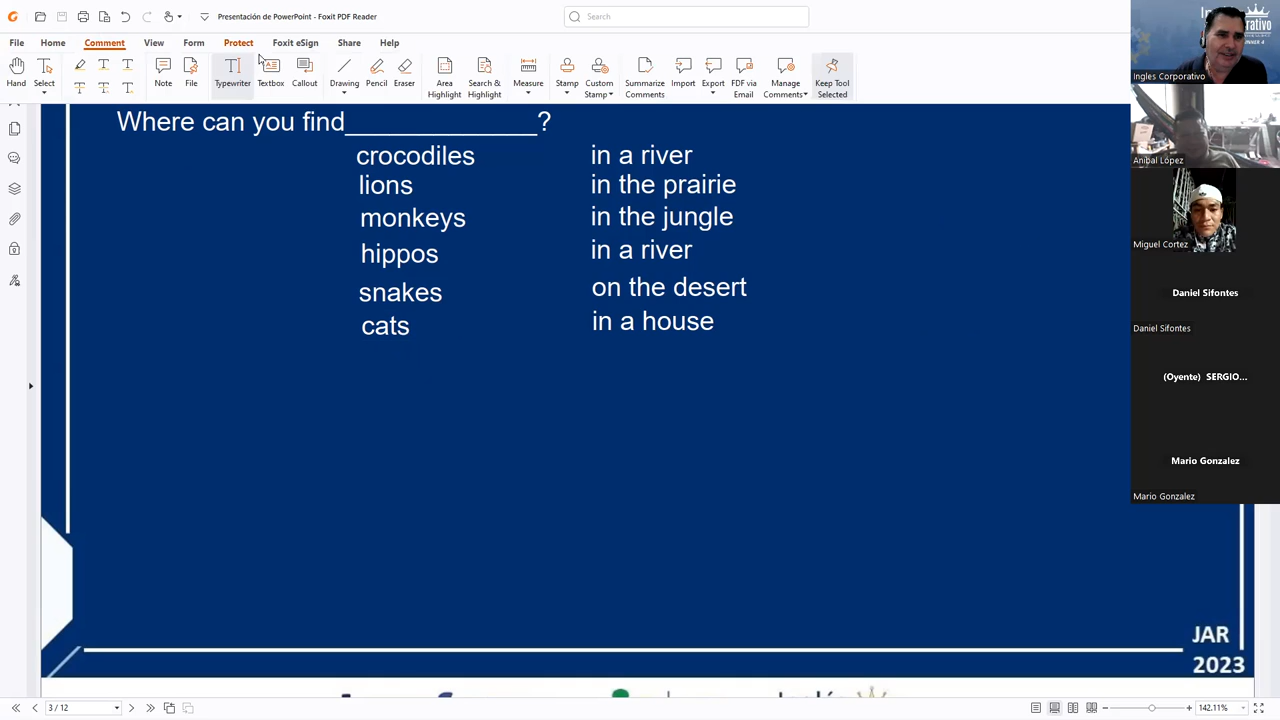 Presentación de PowerPoint - Foxit PDF Reader
Search
File Home Comment View Form Protect Foxit eSign Share Help
Hand Select Note File Typewriter Textbox Callout Drawing Pencil Eraser Area Highlight Search & Highlight Measure Stamp Custom Stamp Summarize Comments Import Export FDF via Email Manage Comments Keep Tool Selected
Where can you find____________?
crocodiles in a river
lions in the prairie
monkeys in the jungle
hippos in a river
snakes on the desert
cats in a house
JAR
2023
Ingles Corporativo
Anibal López
Miguel Cortez
Daniel Sifontes
Daniel Sifontes
(Oyente) SERGIO...
Mario Gonzalez
Mario Gonzalez
3 / 12
142.11%